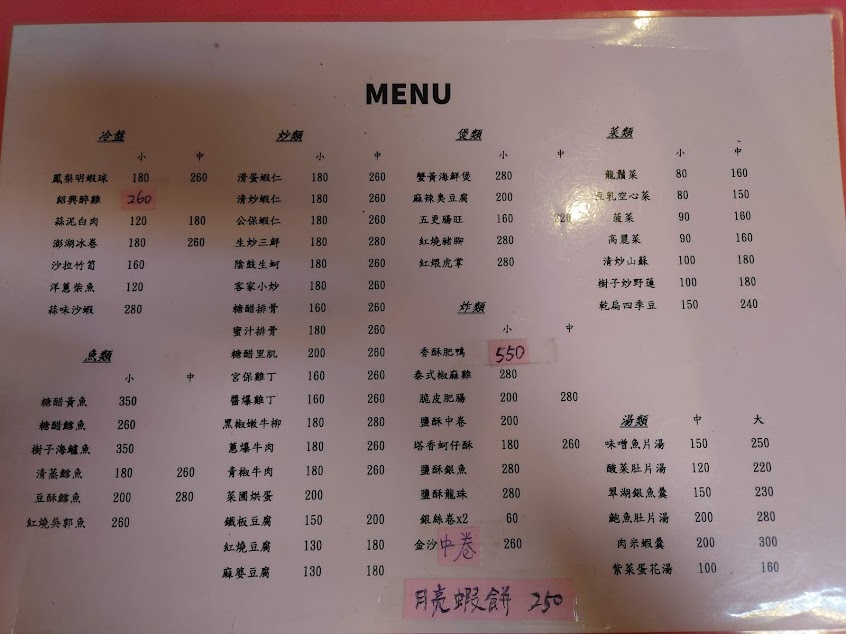 MENU
冷盤
小 中
鳳梨明蝦球 180 260
紹興醉雞 260
蒜泥白肉 120 180
澎湖冰卷 180 260
沙拉竹筍 160
洋蔥柴魚 120
蒜味沙蝦 280
魚類
小 中
糖醋黃魚 350
糖醋鱈魚 260
樹子海鱸魚 350
清蒸鱈魚 180 260
豆酥鱈魚 200 280
紅燒吳郭魚 260
炒類
小 中
滑蛋蝦仁 180 260
清炒蝦仁 180 260
公保蝦仁 180 260
生炒三鮮 180 280
陰鼓生蚵 180 260
客家小炒 180 260
糖醋排骨 160 260
蜜汁排骨 180 260
糖醋里肌 200 260
宮保雞丁 160 260
醬爆雞丁 160 260
黑椒嫩牛柳 180 280
蔥爆牛肉 180 260
青椒牛肉 180 260
菜圃烘蛋 200
鐵板豆腐 150 200
紅燒豆腐 130 180
麻婆豆腐 130 180
煲類
小 中
蟹黃海鮮煲 280
麻辣臭豆腐 200
五更腸旺 160 220
紅燒豬腳 280
紅煨虎掌 280
炸類
小 中
香酥肥鴨 550
泰式椒麻雞 280
脆皮肥腸 200 280
鹽酥中卷 200
塔香蚵仔酥 180 260
鹽酥銀魚 280
鹽酥龍珠 280
銀絲卷x2 60
金沙中卷 260
月亮蝦餅 250
菜類
小 中
龍鬚菜 80 160
豆乳空心菜 80 150
菠菜 90 160
高麗菜 90 160
清炒山蘇 100 180
樹子炒野蓮 100 180
乾扁四季豆 150 240
湯類 中 大
味噌魚片湯 150 250
酸菜肚片湯 120 220
翠湖銀魚羹 150 230
鮑魚肚片湯 200 280
肉米蝦羹 200 300
紫菜蛋花湯 100 160